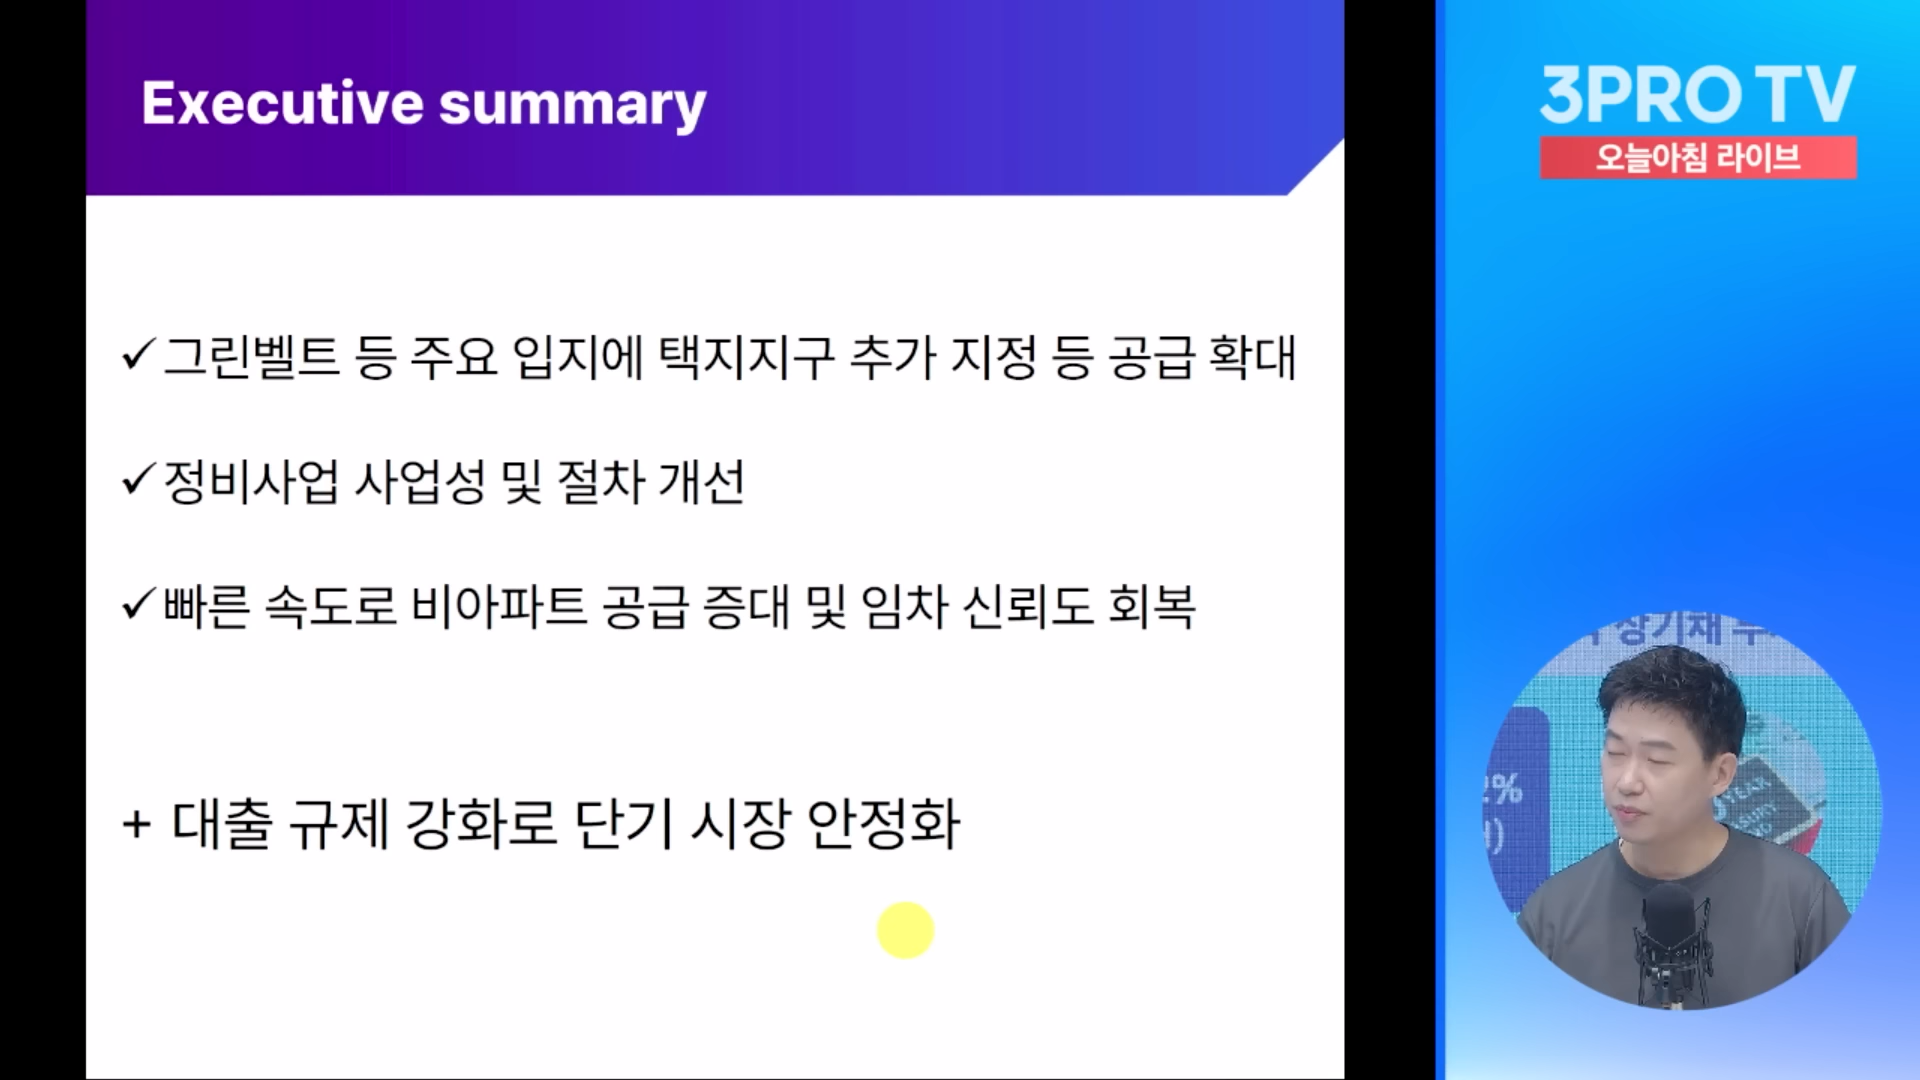 Executive summary
✓그린벨트 등 주요 입지에 택지지구 추가 지정 등 공급 확대
✓정비사업 사업성 및 절차 개선
✓빠른 속도로 비아파트 공급 증대 및 임차 신뢰도 회복
+ 대출 규제 강화로 단기 시장 안정화
3PRO TV
오늘아침 라이브
2%
YEAR